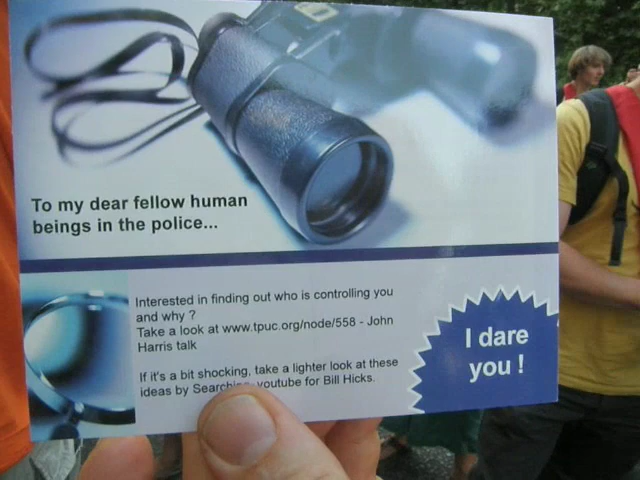 To my dear fellow human
beings in the police...
Interested in finding out who is controlling you
and why ?
Take a look at www.tpuc.org/node/558 - John
Harris talk
If it's a bit shocking, take a lighter look at these
ideas by Searching youtube for Bill Hicks.
I dare
you !